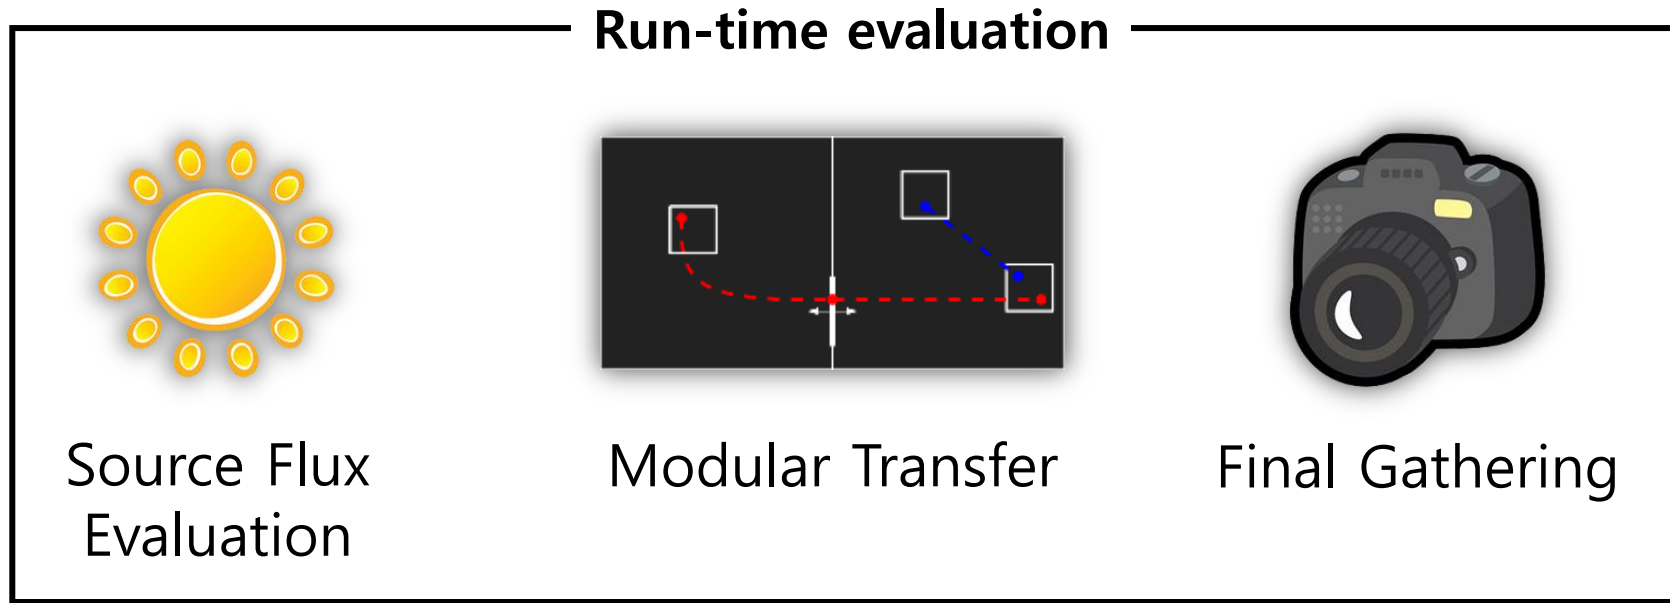 Run-time evaluation
Source Flux
Evaluation
Modular Transfer
Final Gathering